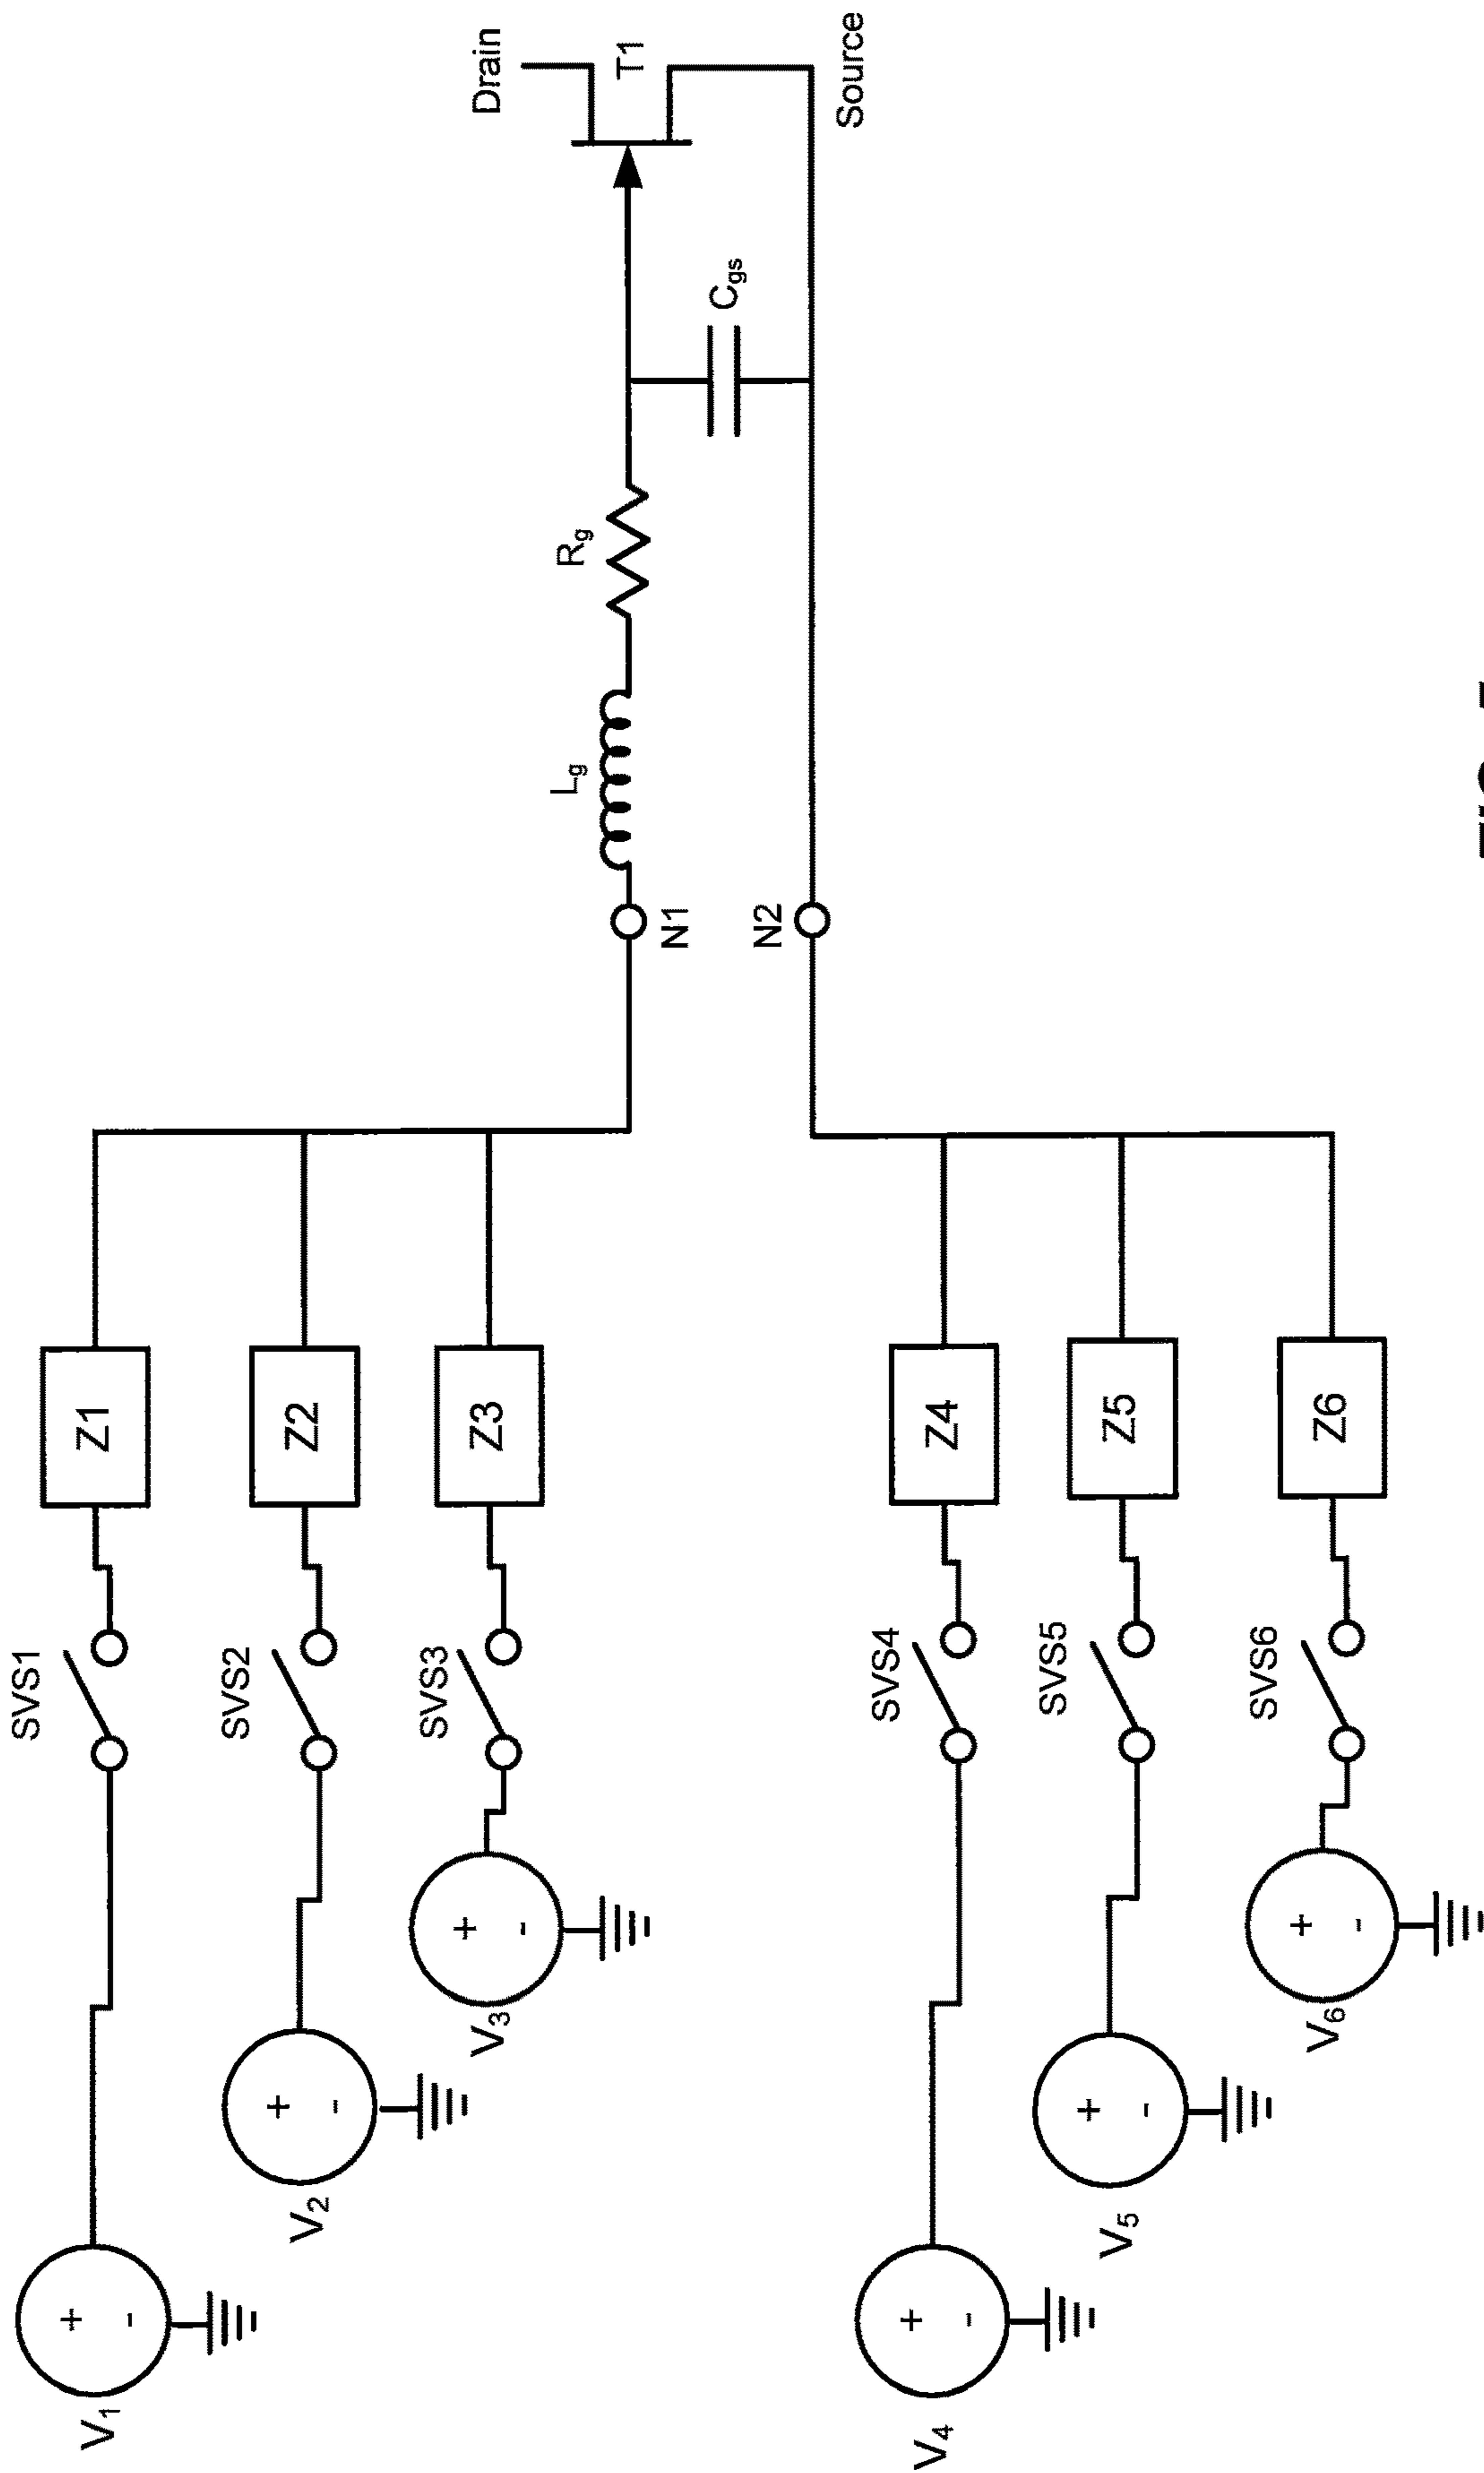 V1
+
-
SVS1
Z1
V2
+
-
SVS2
Z2
V3
+
-
SVS3
Z3
N1
Lg
Rg
Cgs
Drain
T1
Source
N2
V4
+
-
SVS4
Z4
V5
+
-
SVS5
Z5
V6
+
-
SVS6
Z6